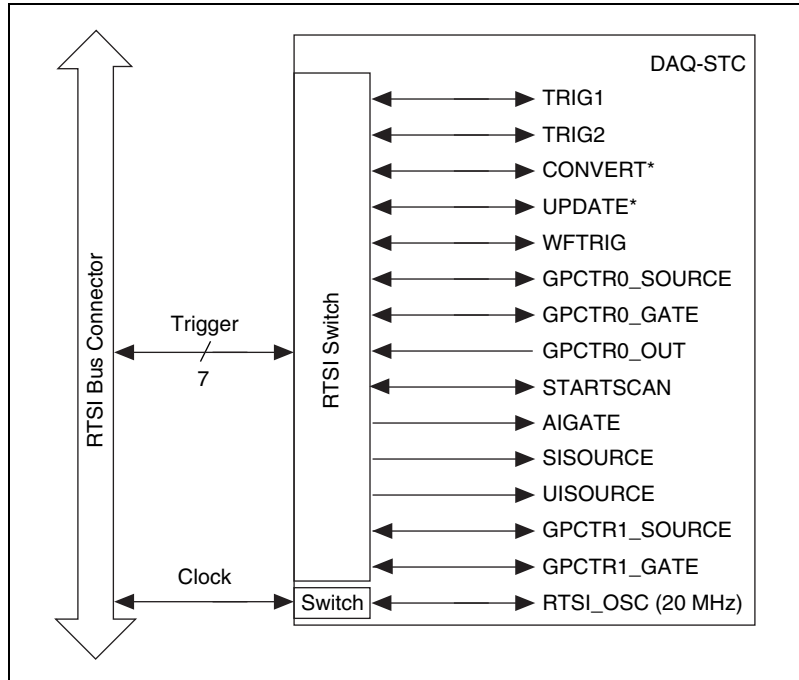 DAQ-STC
TRIG1
TRIG2
CONVERT*
UPDATE*
WFTRIG
GPCTR0_SOURCE
Trigger
GPCTR0_GATE
7
GPCTR0_OUT
STARTSCAN
AIGATE
SISOURCE
UISOURCE
GPCTR1_SOURCE
GPCTR1_GATE
RTSI Bus Connector
RTSI Switch
Clock
Switch
RTSI_OSC (20 MHz)